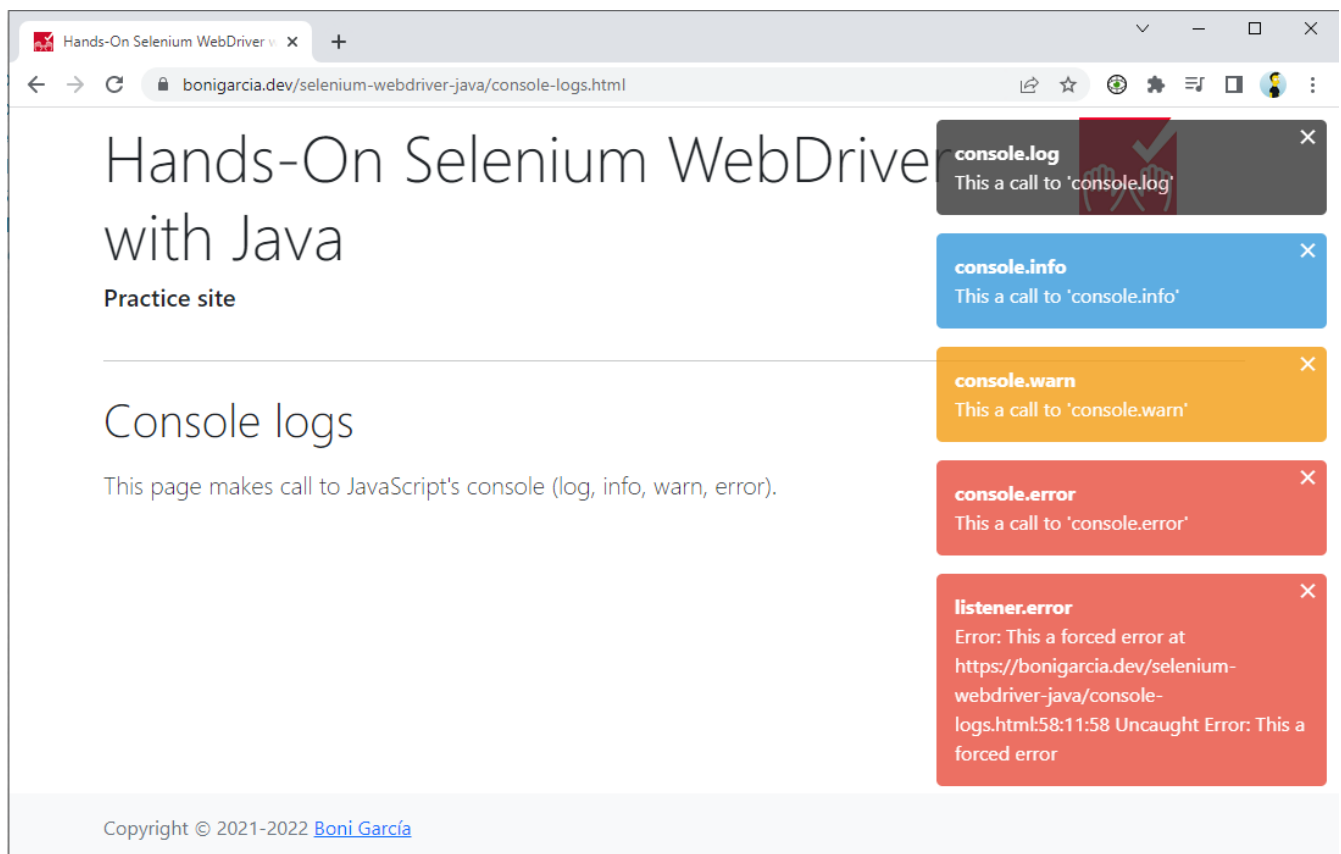 Hands-On Selenium WebDriver w
bonigarcia.dev/selenium-webdriver-java/console-logs.html
Hands-On Selenium WebDriver
with Java
Practice site
Console logs
This page makes call to JavaScript's console (log, info, warn, error).
console.log
This a call to 'console.log'
console.info
This a call to 'console.info'
console.warn
This a call to 'console.warn'
console.error
This a call to 'console.error'
listener.error
Error: This a forced error at
https://bonigarcia.dev/selenium-
webdriver-java/console-
logs.html:58:11:58 Uncaught Error: This a
forced error
Copyright © 2021-2022 Boni García